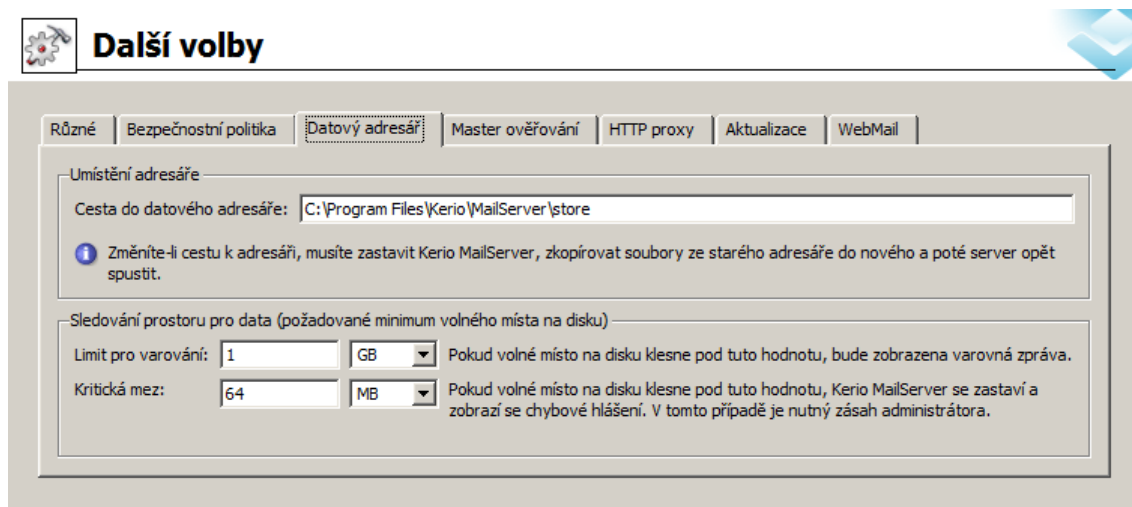 Další volby
Různé Bezpečnostní politika Datový adresář Master ověřování HTTP proxy Aktualizace WebMail
Umístění adresáře
Cesta do datového adresáře: C:\Program Files\Kerio\MailServer\store
Změníte-li cestu k adresáři, musíte zastavit Kerio MailServer, zkopírovat soubory ze starého adresáře do nového a poté server opět
spustit.
Sledování prostoru pro data (požadované minimum volného místa na disku)
Limit pro varování: 1 GB Pokud volné místo na disku klesne pod tuto hodnotu, bude zobrazena varovná zpráva.
Kritická mez: 64 MB Pokud volné místo na disku klesne pod tuto hodnotu, Kerio MailServer se zastaví a
zobrazí se chybové hlášení. V tomto případě je nutný zásah administrátora.